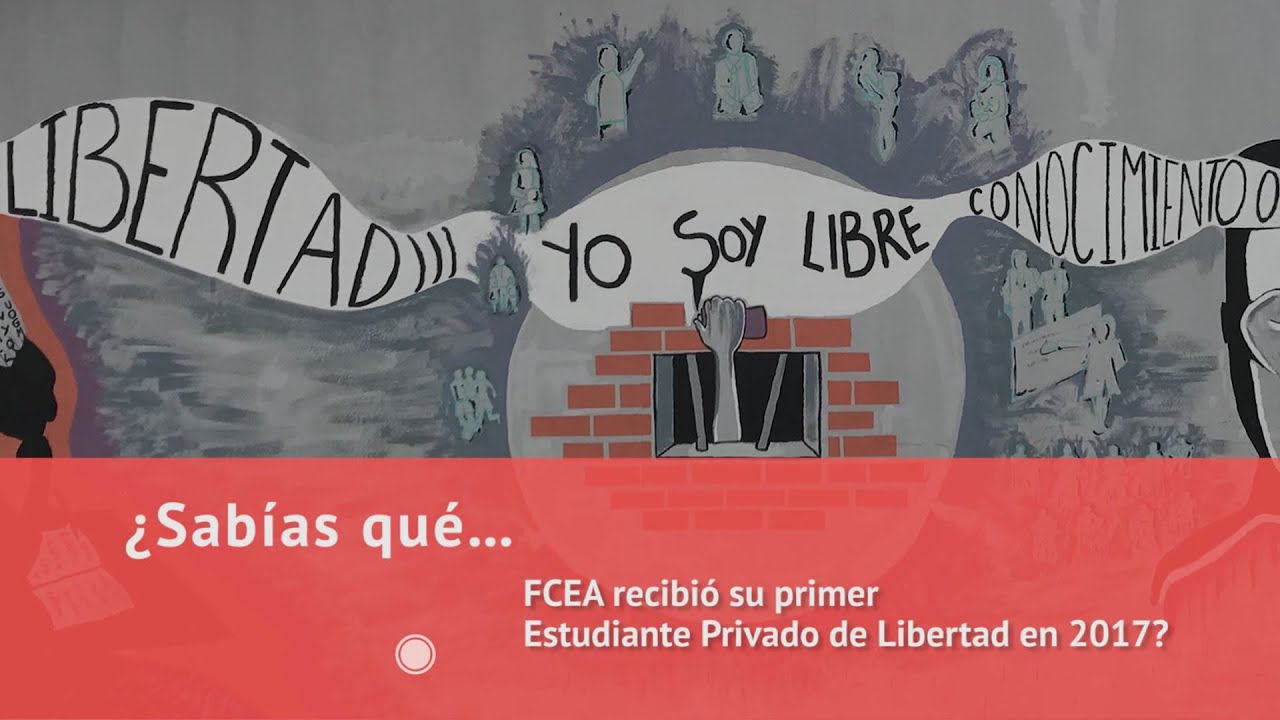 LIBERTAD)))
YO SOY LIBRE
CONOCIMIENTO O
¿Sabías qué...
FCEA recibió su primer
Estudiante Privado de Libertad en 2017?